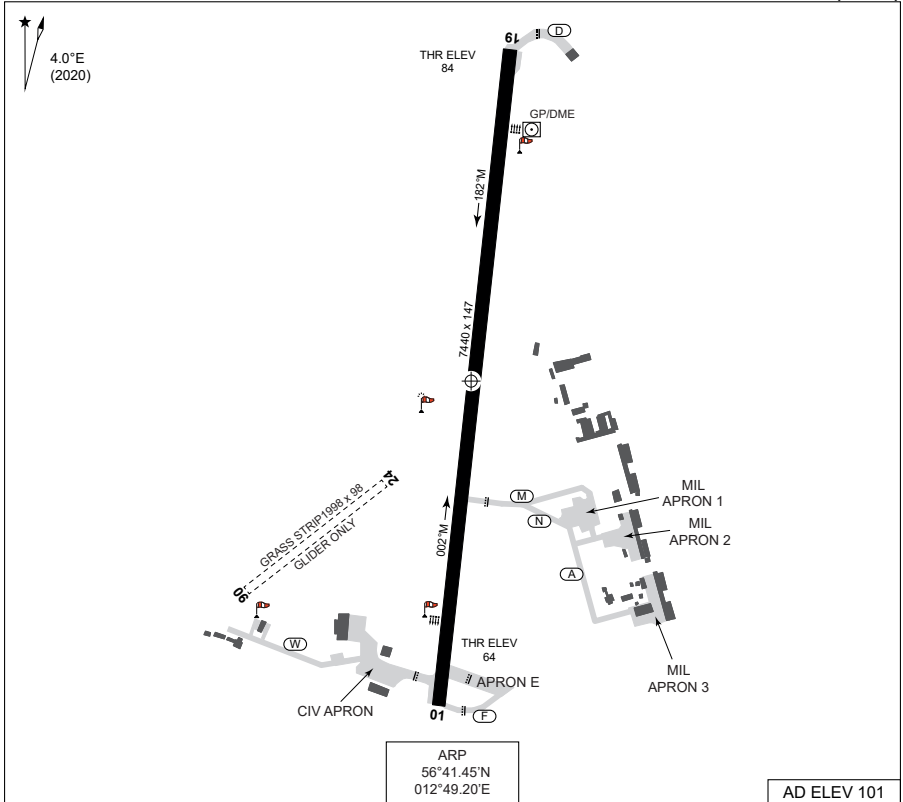 4.0°E
(2020)
THR ELEV
84
19
D
GP/DME
182°M
7440 x 147
24
GRASS STRIP1998 x 98
GLIDER ONLY
06
002°M
M
N
MIL
APRON 1
MIL
APRON 2
A
MIL
APRON 3
W
THR ELEV
64
APRON E
CIV APRON
01
F
ARP
56°41.45'N
012°49.20'E
AD ELEV 101